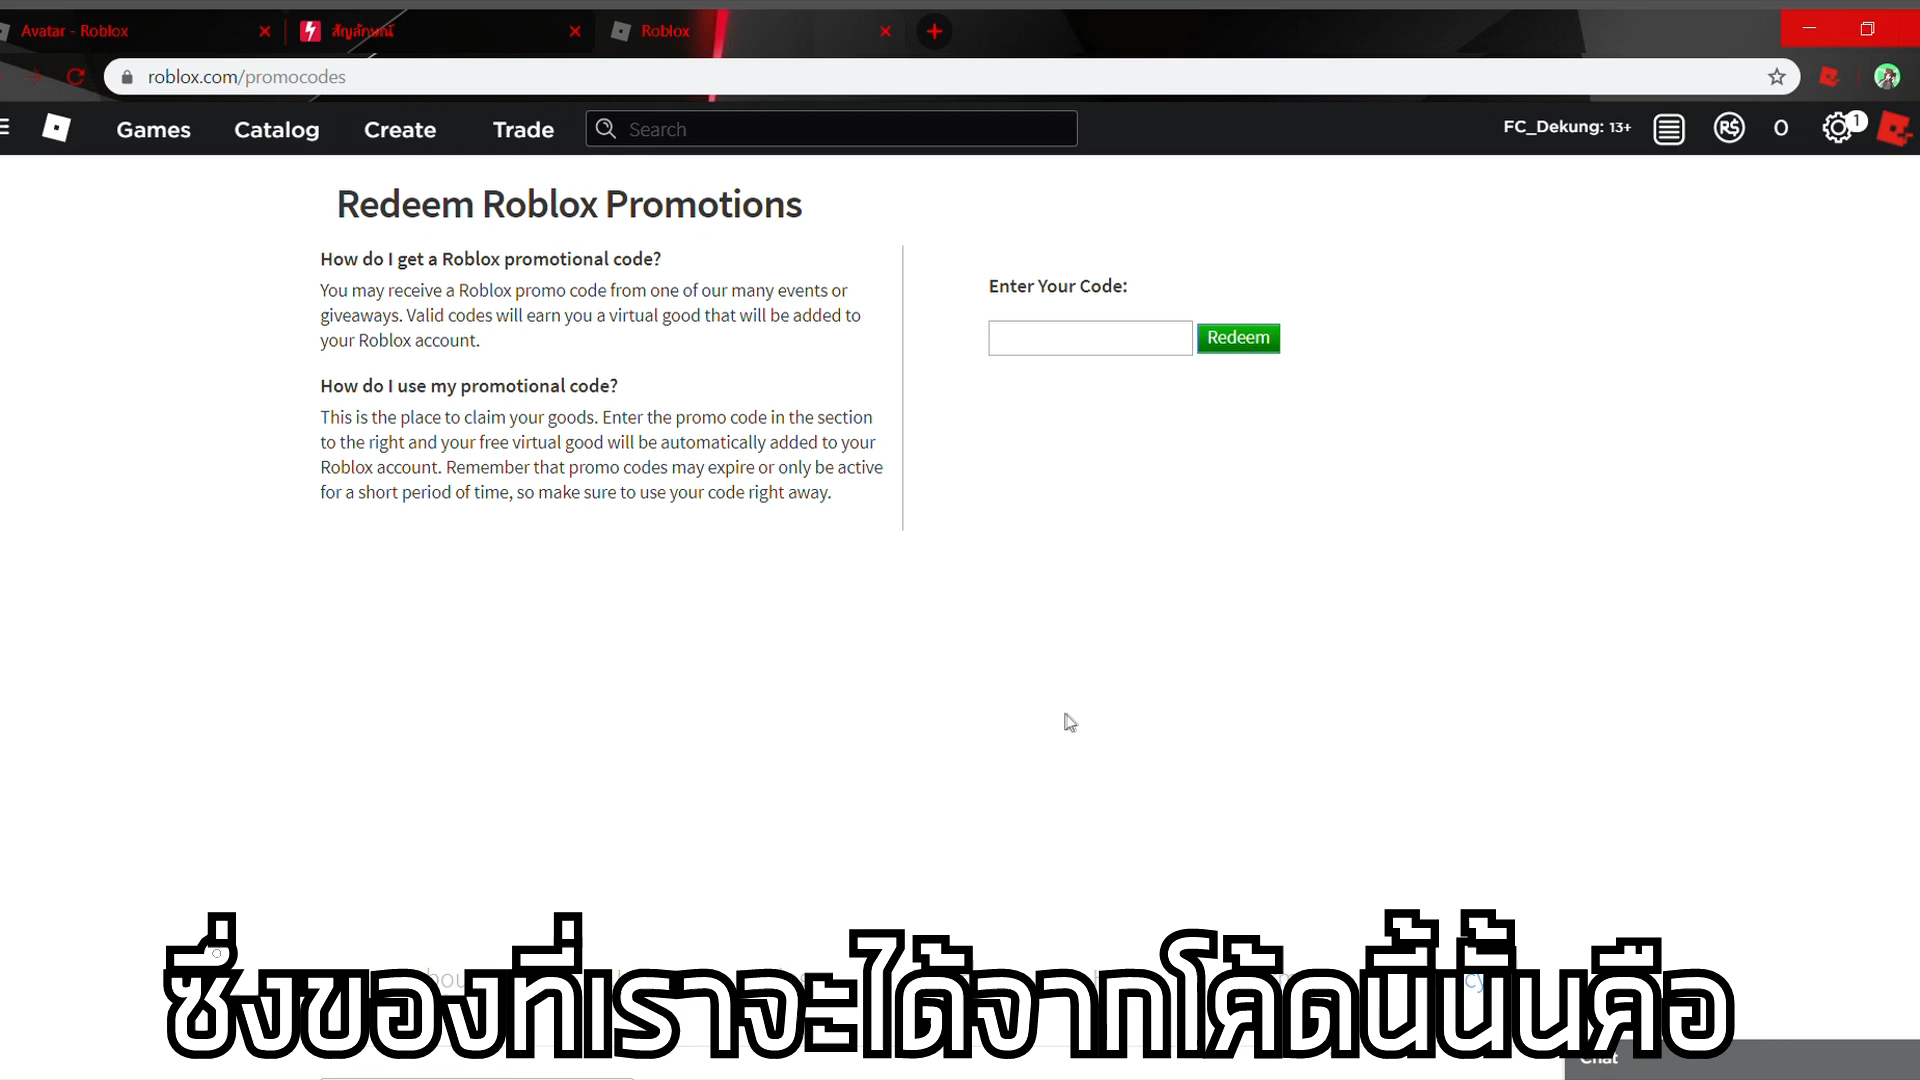 Avatar - Roblox
สัญลักษณ์
Roblox
roblox.com/promocodes
Games
Catalog
Create
Trade
Search
FC_Dekung: 13+
R$
0
1
Redeem Roblox Promotions
How do I get a Roblox promotional code?
You may receive a Roblox promo code from one of our many events or
giveaways. Valid codes will earn you a virtual good that will be added to
your Roblox account.
How do I use my promotional code?
This is the place to claim your goods. Enter the promo code in the section
to the right and your free virtual good will be automatically added to your
Roblox account. Remember that promo codes may expire or only be active
for a short period of time, so make sure to use your code right away.
Enter Your Code:
Redeem
ซึ่งของที่เราจะได้จากโค้ดนี้นั้นคือ
Chat